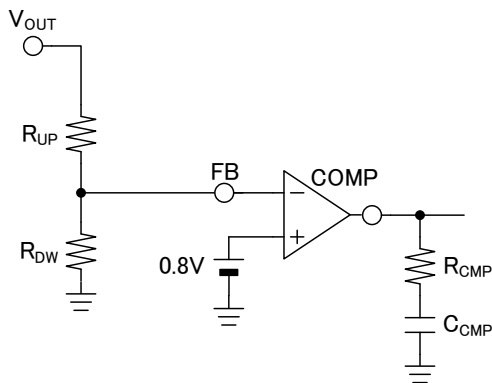 VOUT
RUP
FB
COMP
RDW
0.8V
RCMP
CCMP
−
+